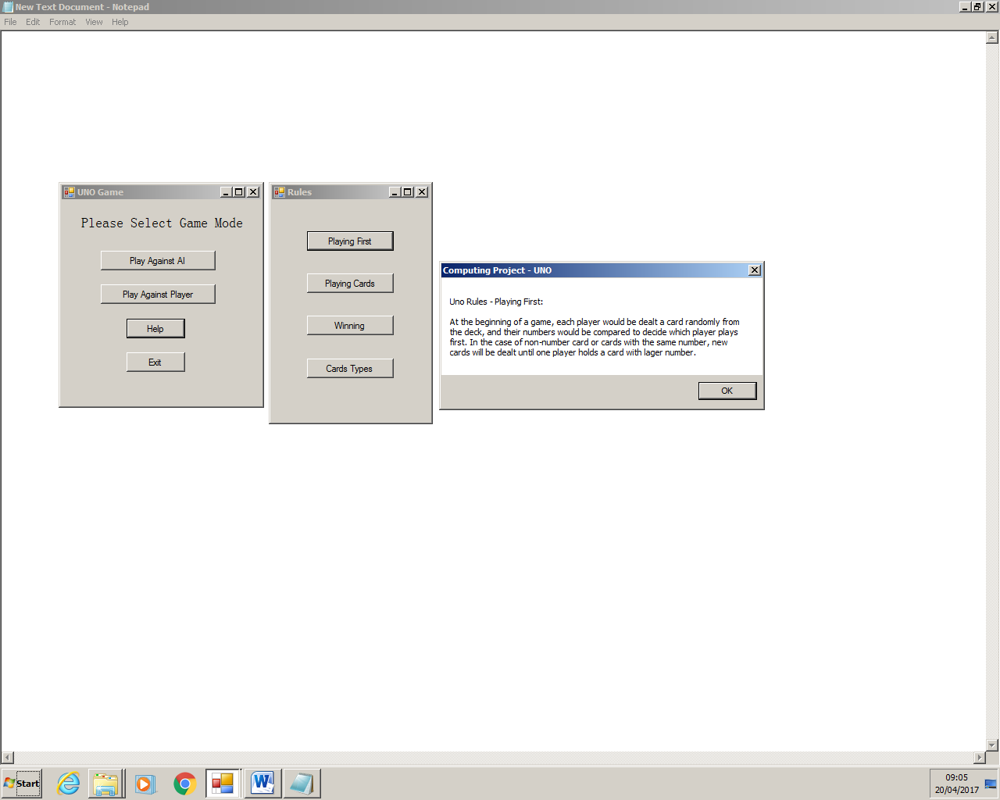 New Text Document - Notepad
File Edit Format View Help
UNO Game
Please Select Game Mode
Play Against AI
Play Against Player
Help
Exit
Rules
Playing First
Playing Cards
Winning
Cards Types
Computing Project - UNO
Uno Rules - Playing First:
At the beginning of a game, each player would be dealt a card randomly from
the deck, and their numbers would be compared to decide which player plays
first. In the case of non-number card or cards with the same number, new
cards will be dealt until one player holds a card with lager number.
OK
Start
09:05
20/04/2017